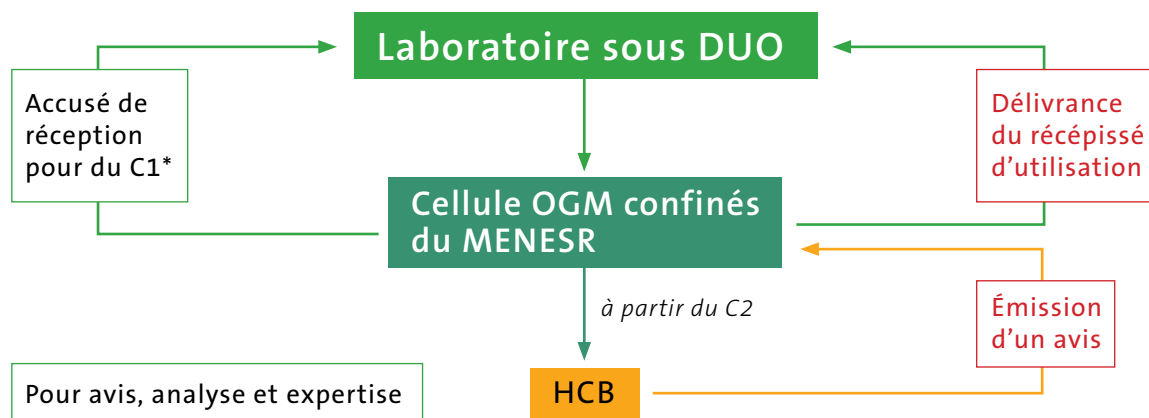 Laboratoire sous DUO
Accusé de
réception
pour du C1*
Délivrance
du récépissé
d’utilisation
Cellule OGM confinés
du MENESR
à partir du C2
Émission
d’un avis
Pour avis, analyse et expertise
HCB